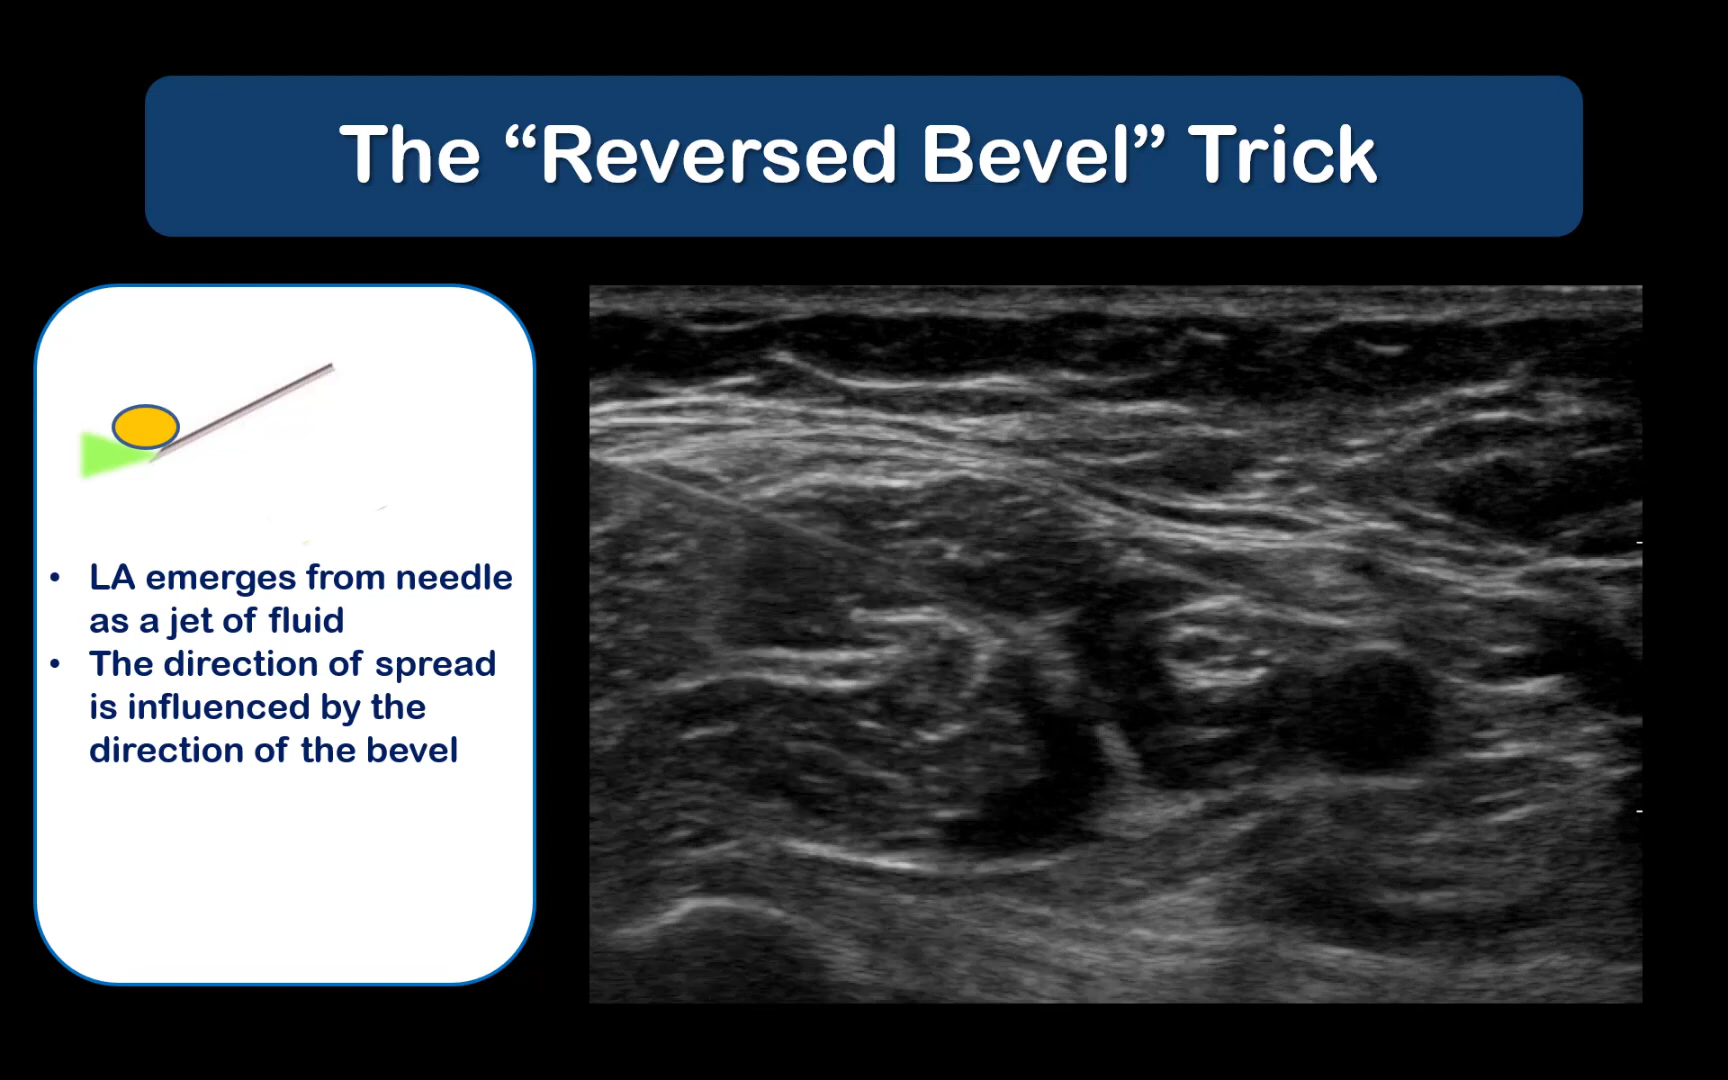 The “Reversed Bevel” Trick
• LA emerges from needle
as a jet of fluid
• The direction of spread
is influenced by the
direction of the bevel